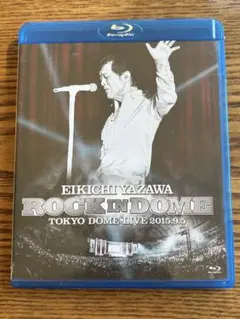 Blu-ray Disc
EIKICHI YAZAWA
ROCK IN DOME
TOKYO DOME LIVE 2015.9.5